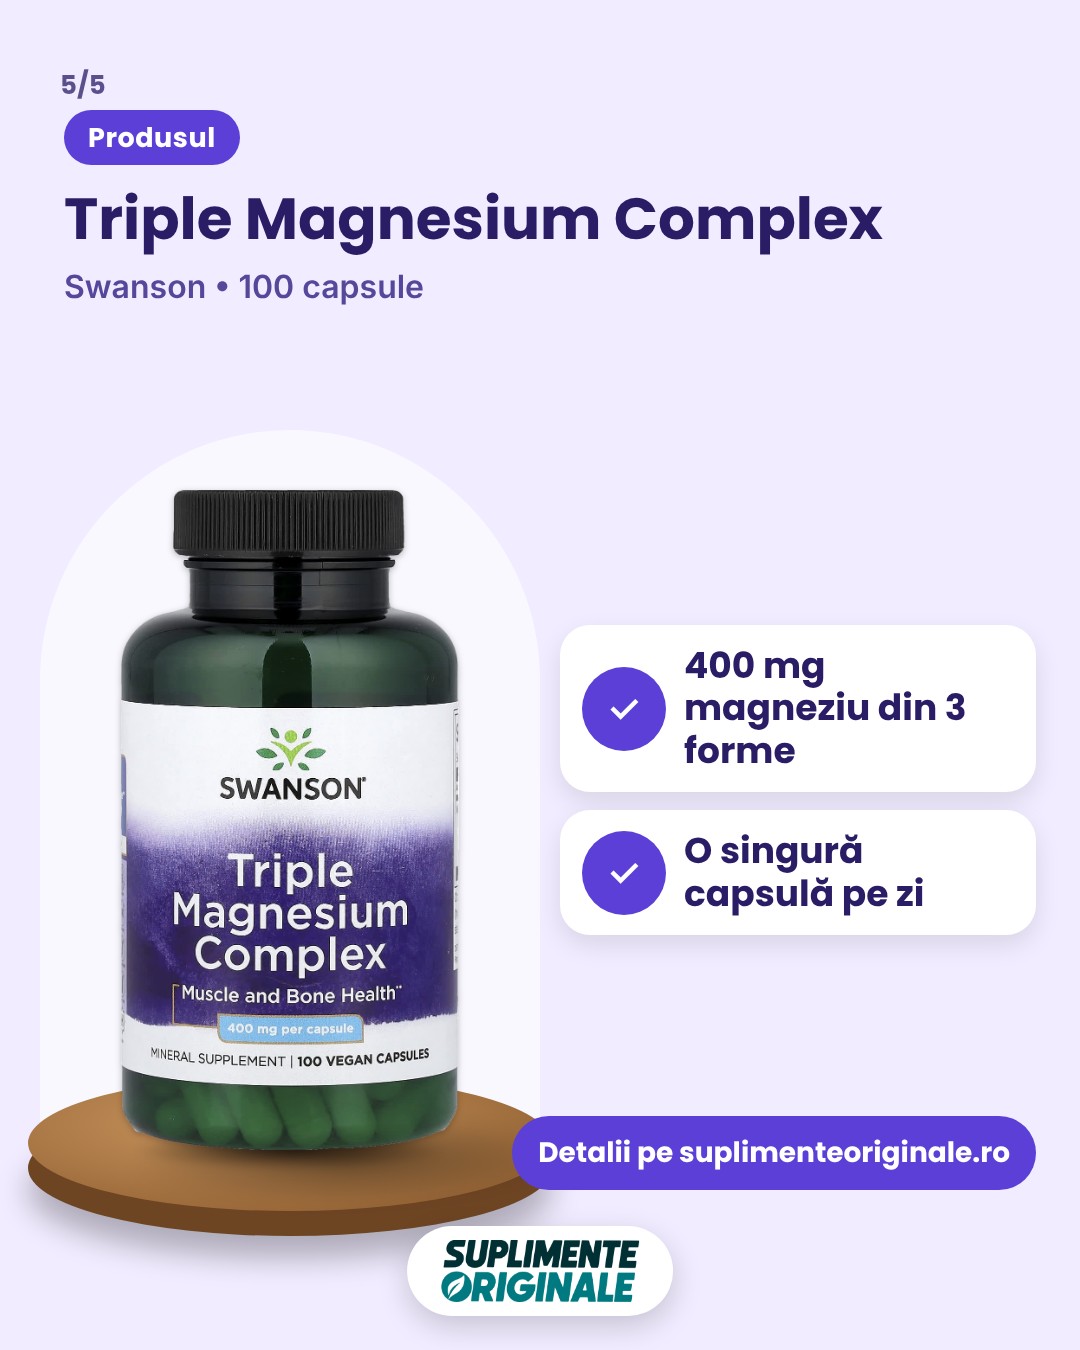 5/5
Produsul
Triple Magnesium Complex
Swanson • 100 capsule
SWANSON
Triple
Magnesium
Complex
Muscle and Bone Health
400 mg per capsule
MINERAL SUPPLEMENT | 100 VEGAN CAPSULES
400 mg
magneziu din 3
forme
O singură
capsulă pe zi
Detalii pe suplimenteoriginale.ro
SUPLIMENTE
ORIGINALE